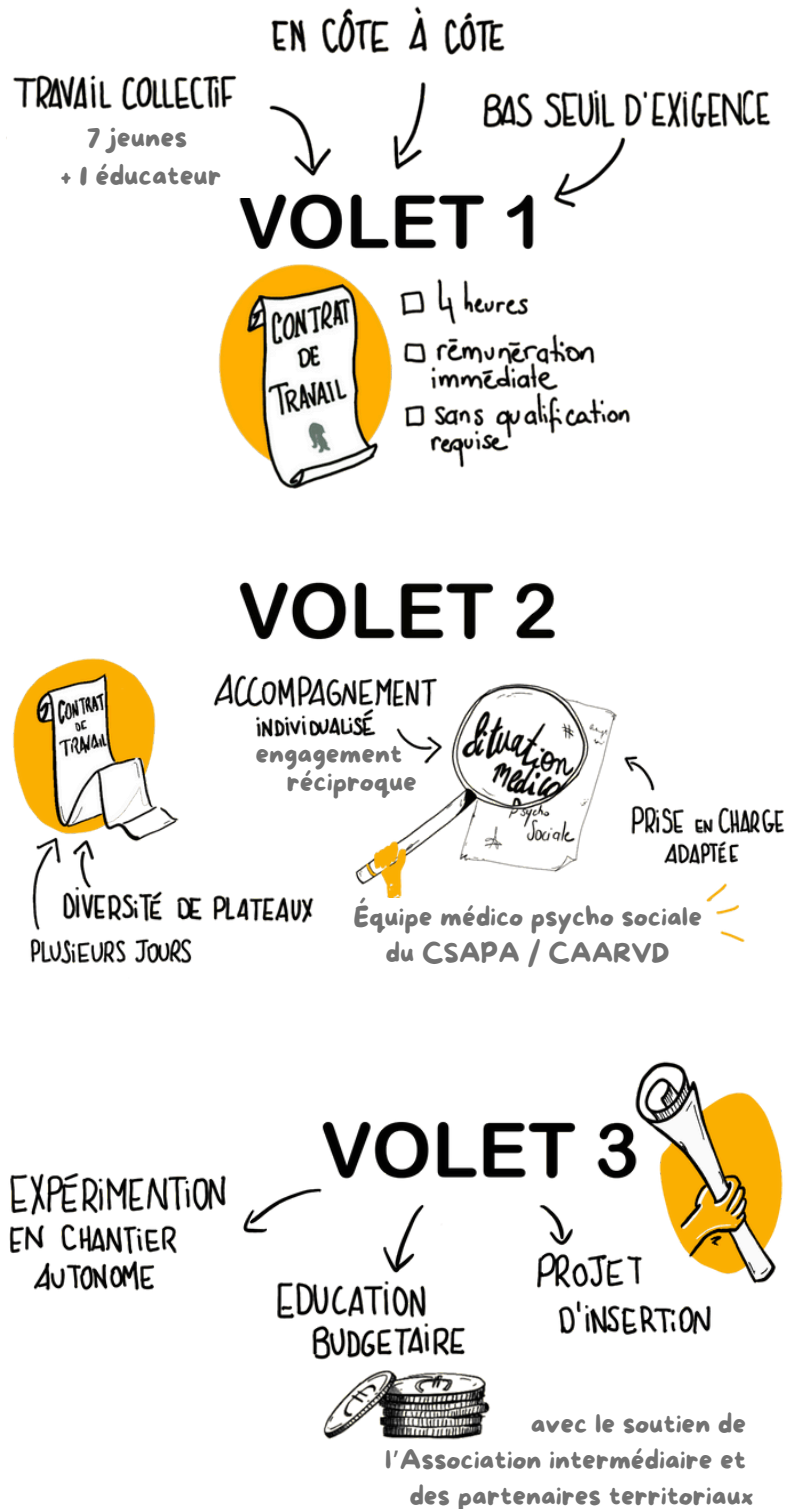 EN CÔTE À CÔTE
TRAVAIL COLLECTIF
7 jeunes
+ 1 éducateur
BAS SEUIL D'EXIGENCE
VOLET 1
CONTRAT
DE
TRAVAIL
4 heures
rémunération
immédiate
sans qualification
requise
VOLET 2
CONTRAT
DE
TRAVAIL
DIVERSITÉ DE PLATEAUX
PLUSIEURS JOURS
ACCOMPAGNEMENT
INDIVIDUALISÉ
engagement
réciproque
Situation
médico
Psycho
Sociale
PRISE EN CHARGE
ADAPTÉE
Équipe médico psycho sociale
du CSAPA / CAARVD
VOLET 3
EXPÉRIMENTION
EN CHANTIER
AUTONOME
EDUCATION
BUDGETAIRE
PROJET
D'INSERTION
avec le soutien de
l'Association intermédiaire et
des partenaires territoriaux